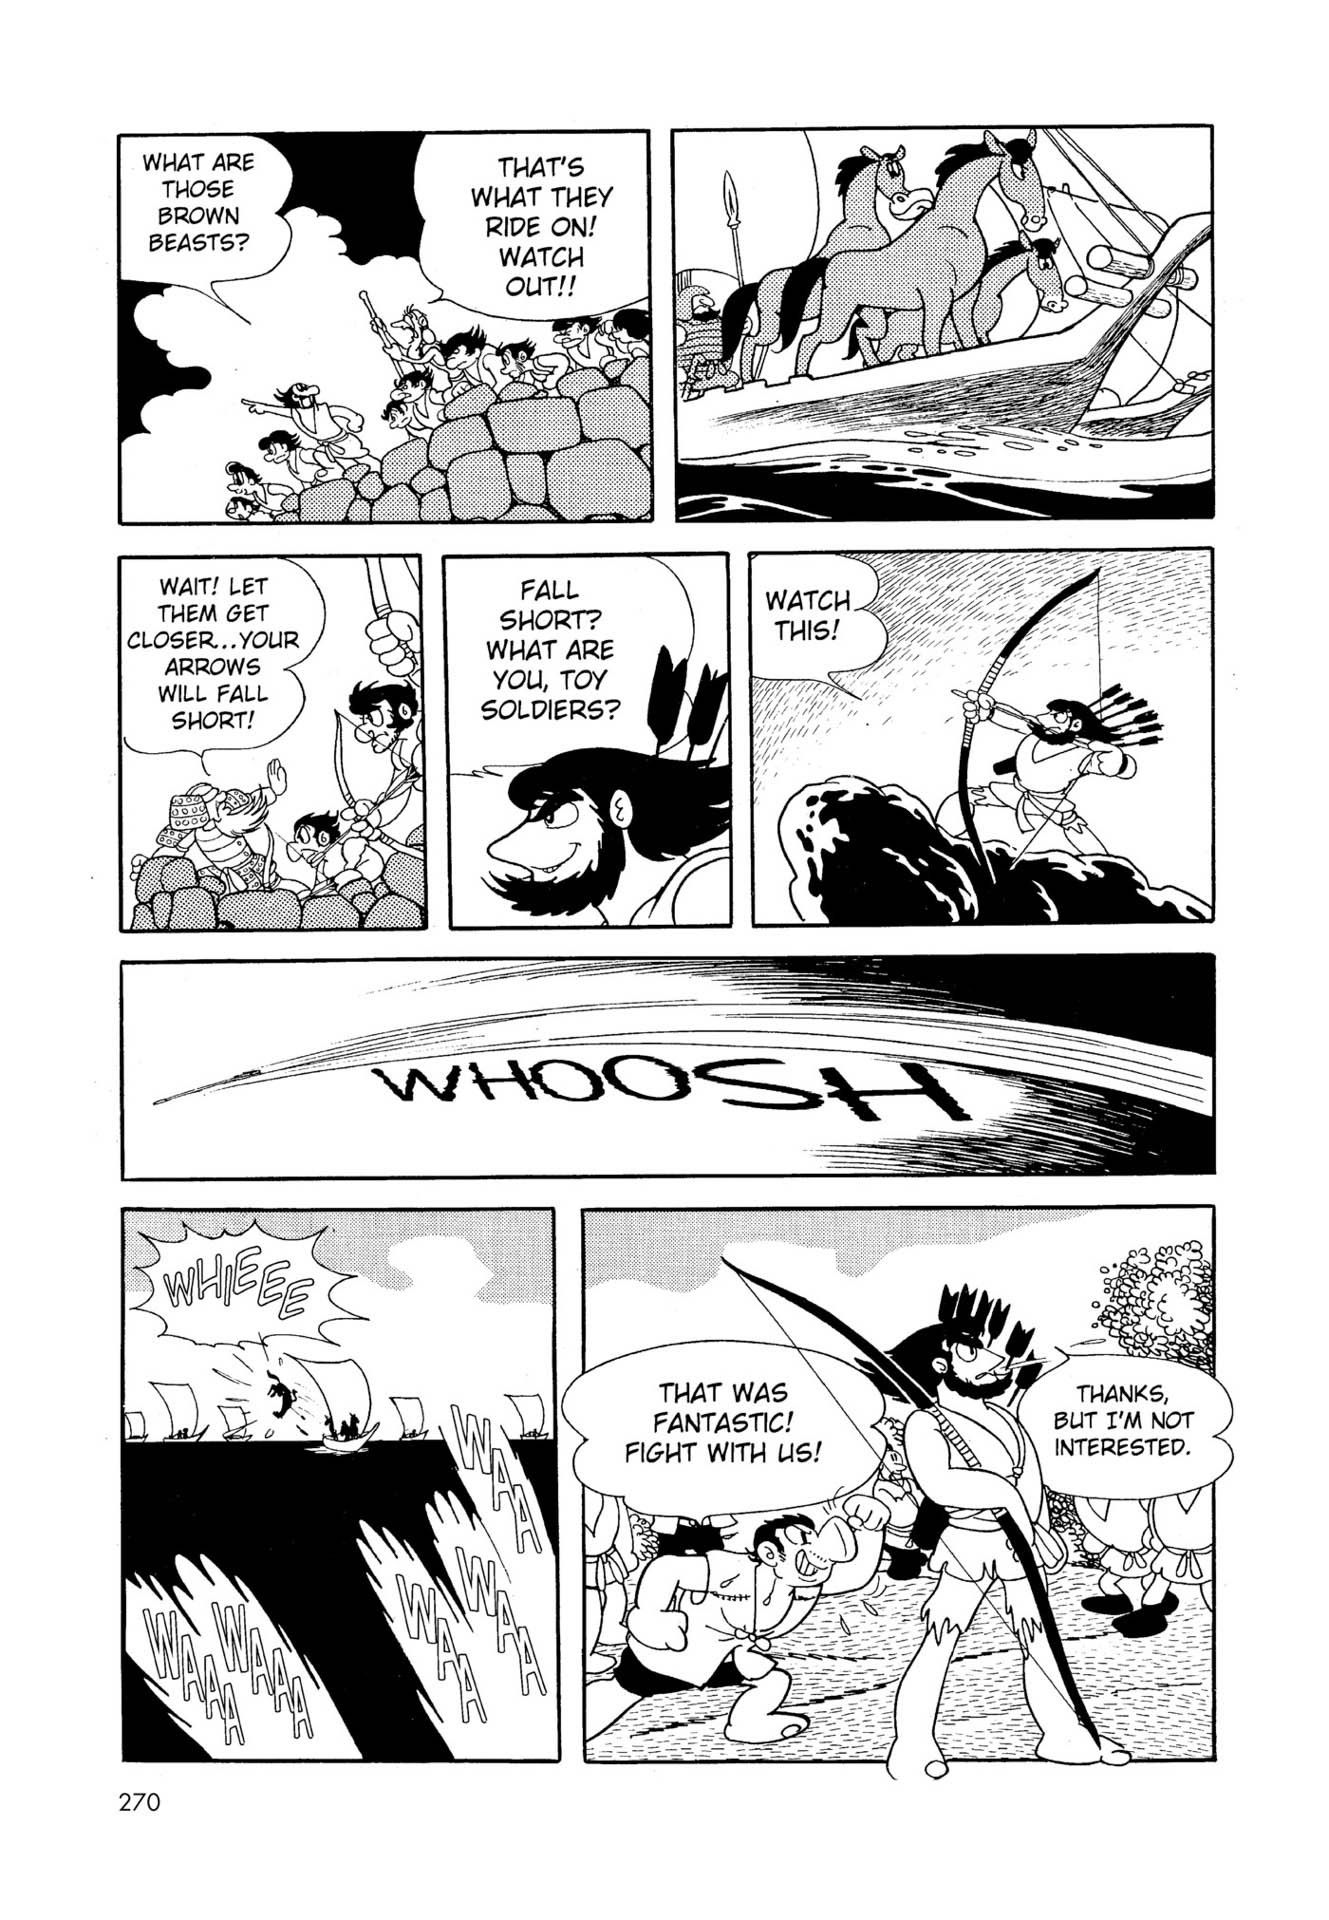 WHAT ARE
THOSE
BROWN
BEASTS?
THAT'S
WHAT THEY
RIDE ON!
WATCH
OUT!!
WAIT! LET
THEM GET
CLOSER...YOUR
ARROWS
WILL FALL
SHORT!
FALL
SHORT?
WHAT ARE
YOU, TOY
SOLDIERS?
WATCH
THIS!
WHOOSH
WHIEEE
WAAA
WAAAA
WAAA
WAAAA
WAAA
THAT WAS
FANTASTIC!
FIGHT WITH US!
THANKS,
BUT I'M NOT
INTERESTED.
270